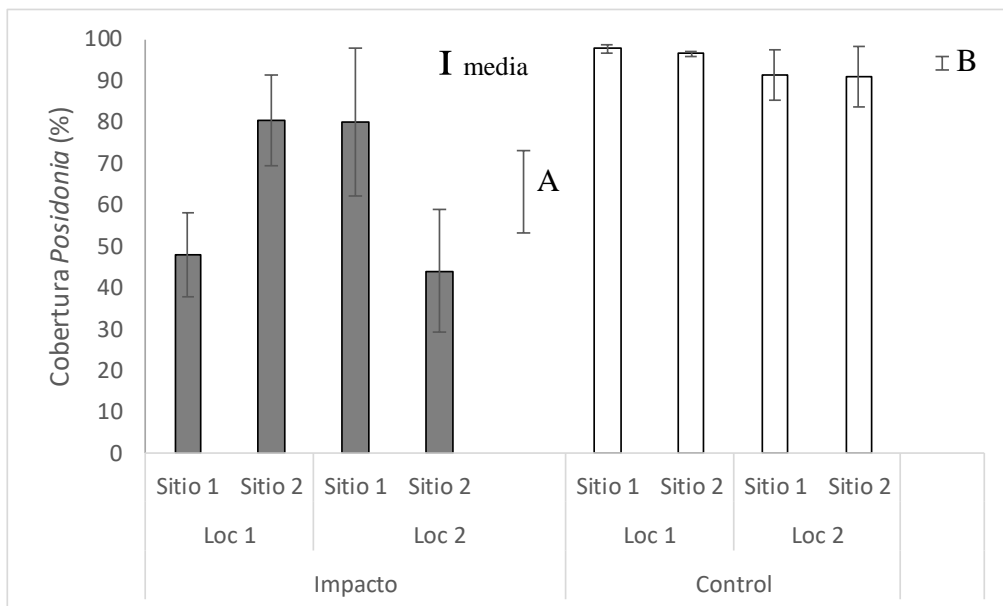 Cobertura Posidonia (%)
100
90
80
70
60
50
40
30
20
10
0
I media
A
B
Sitio 1 Sitio 2 Sitio 1 Sitio 2 Sitio 1 Sitio 2 Sitio 1 Sitio 2
Loc 1 Loc 2 Loc 1 Loc 2
Impacto Control